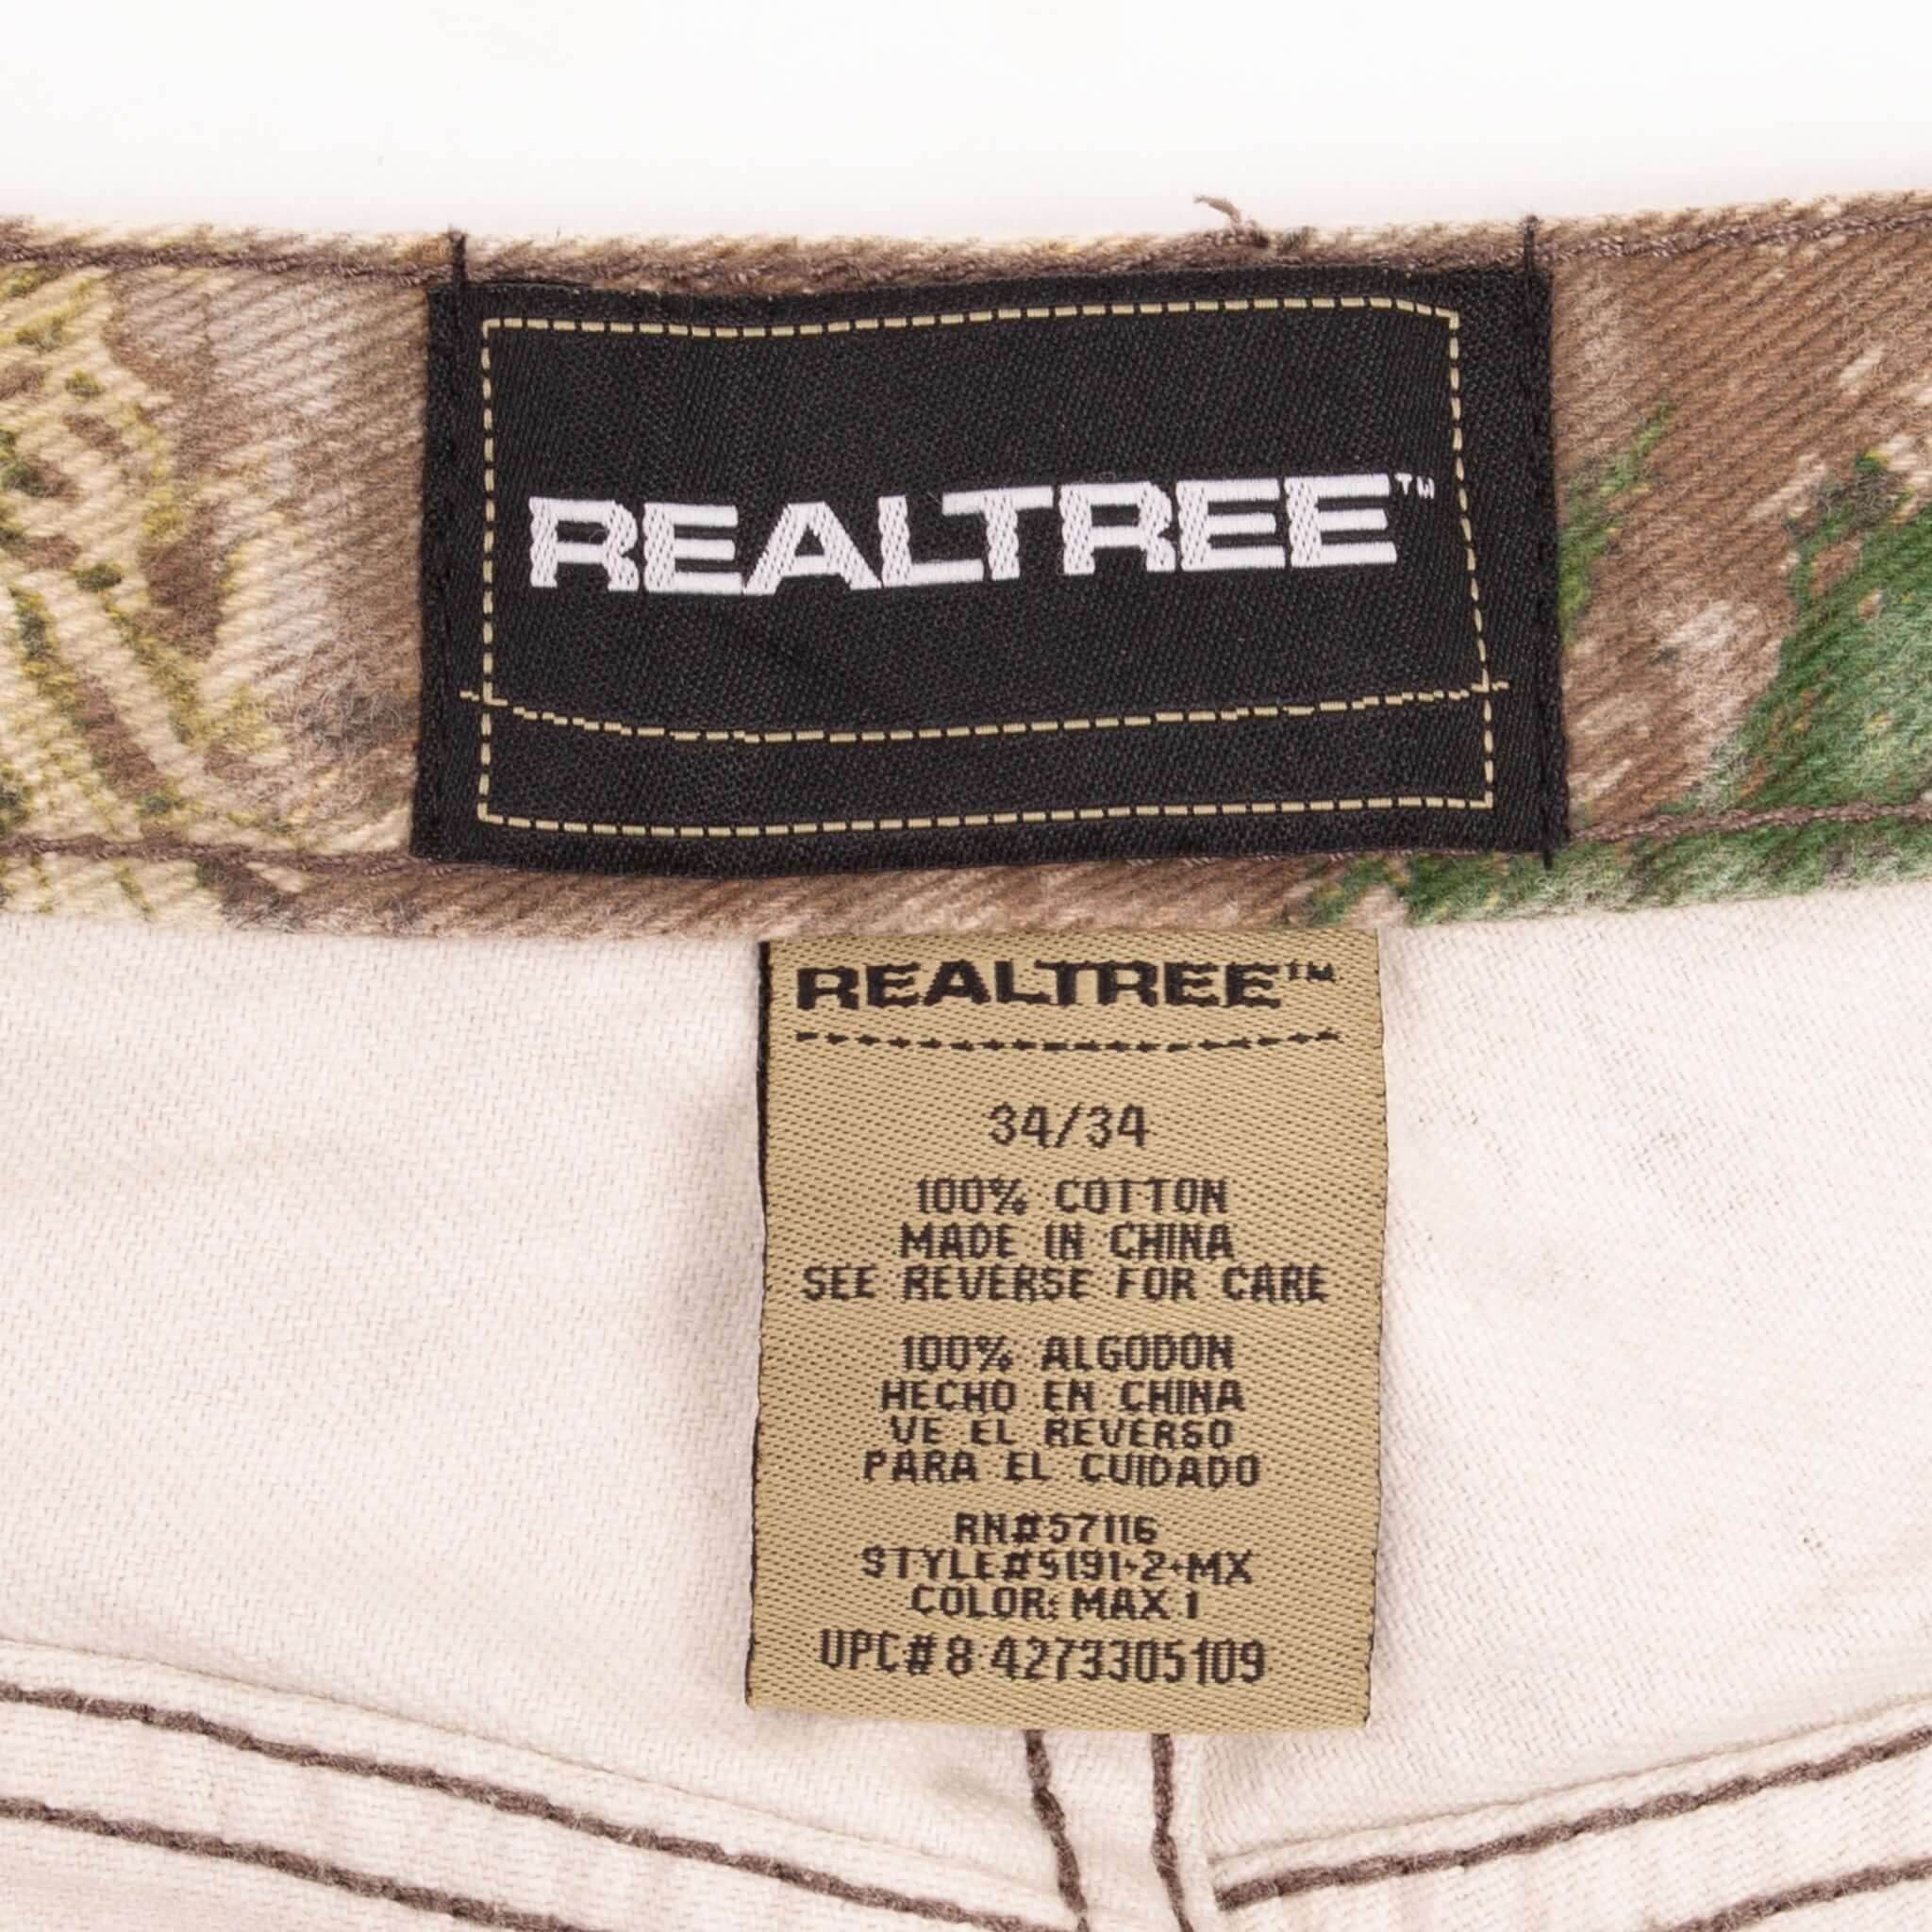 REALTREE™
REALTREE™
34/34
100% COTTON
MADE IN CHINA
SEE REVERSE FOR CARE
100% ALGODON
HECHO EN CHINA
VE EL REVERSO
PARA EL CUIDADO
RN#57116
STYLE#5191-2-MX
COLOR: MAX 1
UPC# 8 4273305109